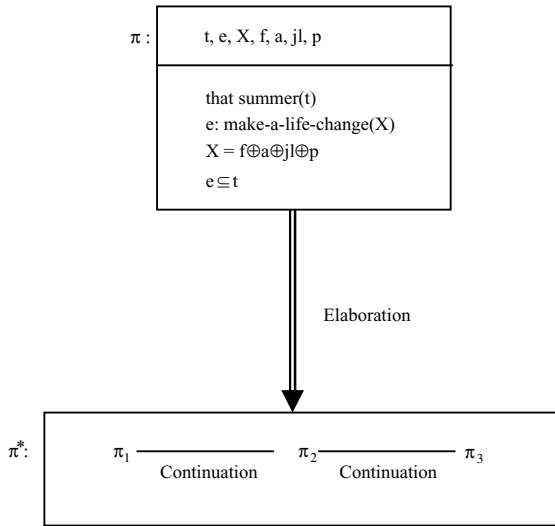 π : t, e, X, f, a, jl, p
that summer(t)
e: make-a-life-change(X)
X = f⊕a⊕jl⊕p
e ⊆ t
Elaboration
π*: π1 π2 π3
Continuation Continuation